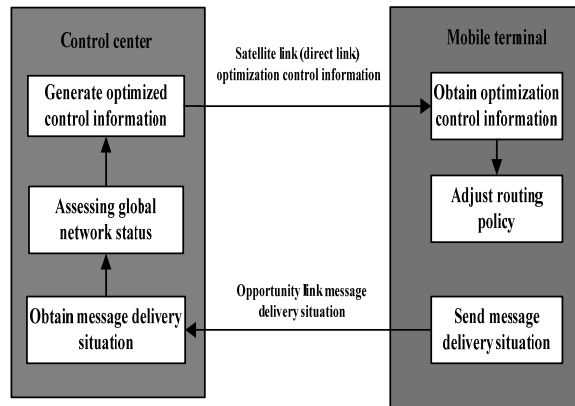 Control center
Generate optimized
control information
Assessing global
network status
Obtain message delivery
situation
Satellite link (direct link)
optimization control information
Opportunity link message
delivery situation
Mobile terminal
Obtain optimization
control information
Adjust routing
policy
Send message
delivery situation